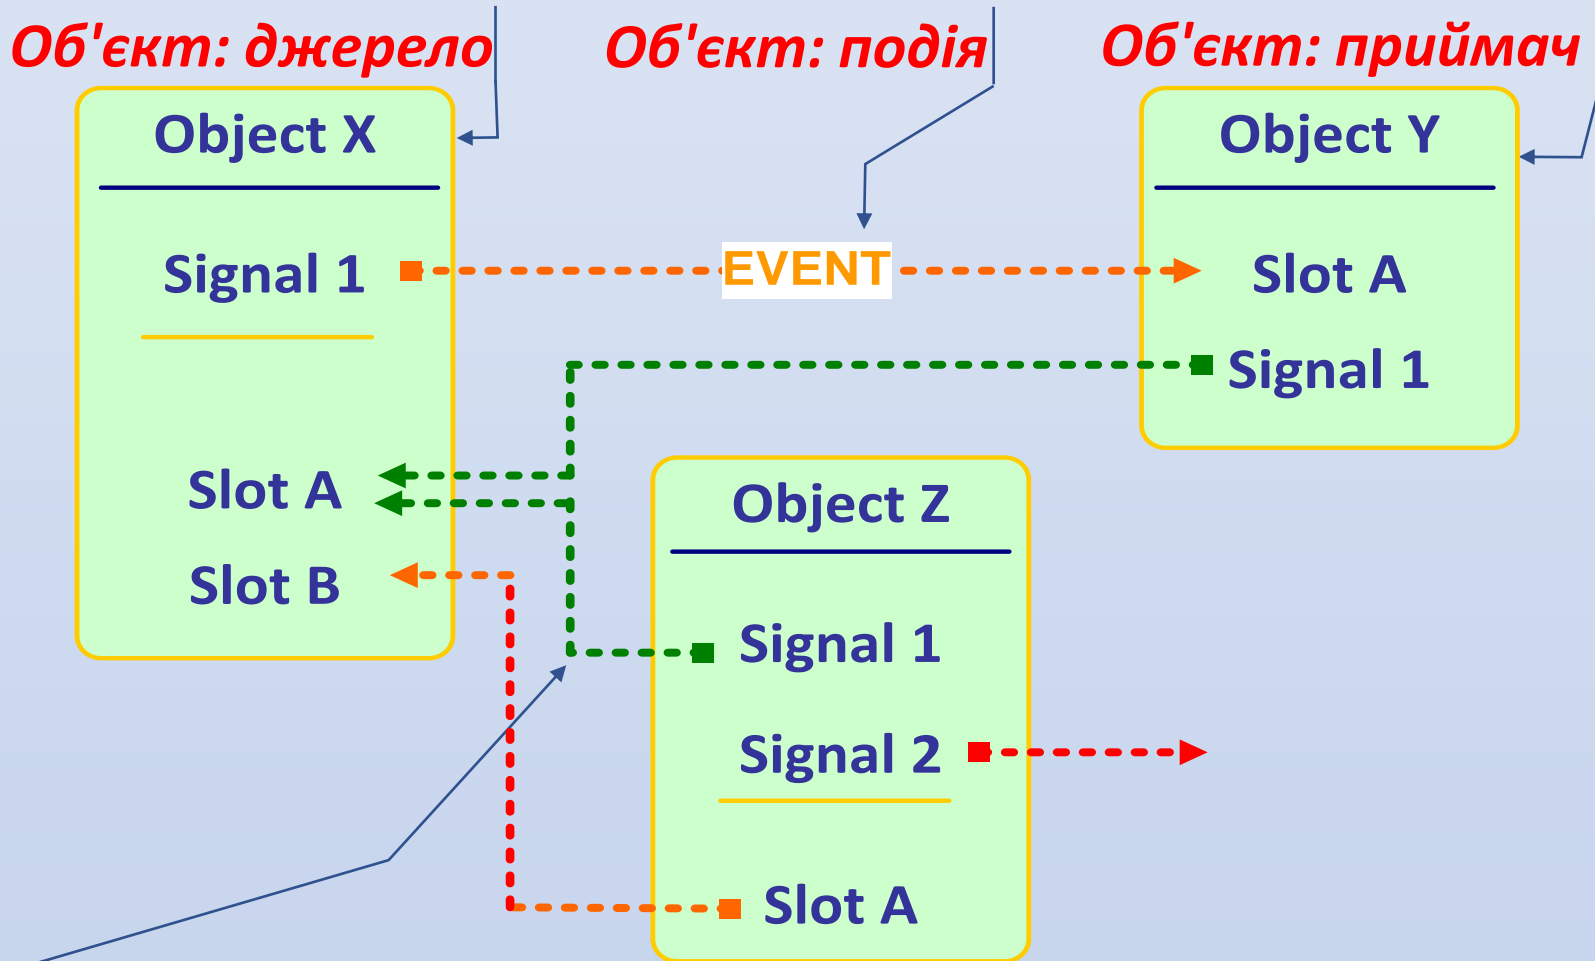 Об'єкт: джерело
Об'єкт: подія
Об'єкт: приймач
Object X
Object Y
Signal 1
EVENT
Slot A
Signal 1
Slot A
Object Z
Slot B
Signal 1
Signal 2
Slot A